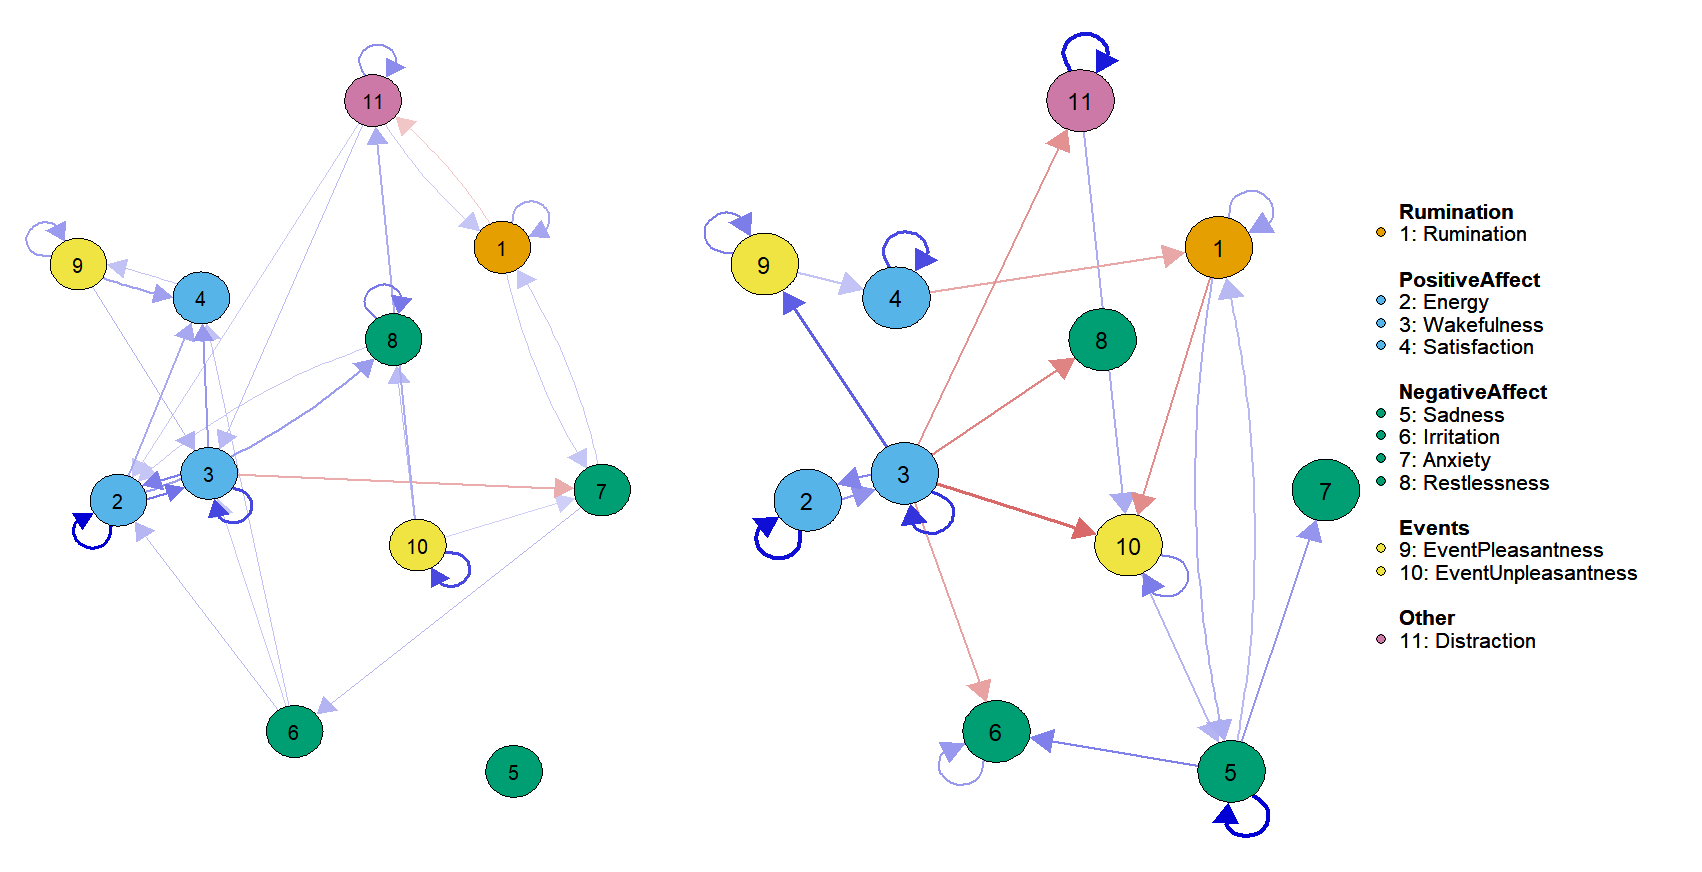 11
1
9
4
8
3
2
7
10
6
5
11
1
9
4
8
3
2
7
10
6
5
Rumination
1: Rumination
PositiveAffect
2: Energy
3: Wakefulness
4: Satisfaction
NegativeAffect
5: Sadness
6: Irritation
7: Anxiety
8: Restlessness
Events
9: EventPleasantness
10: EventUnpleasantness
Other
11: Distraction